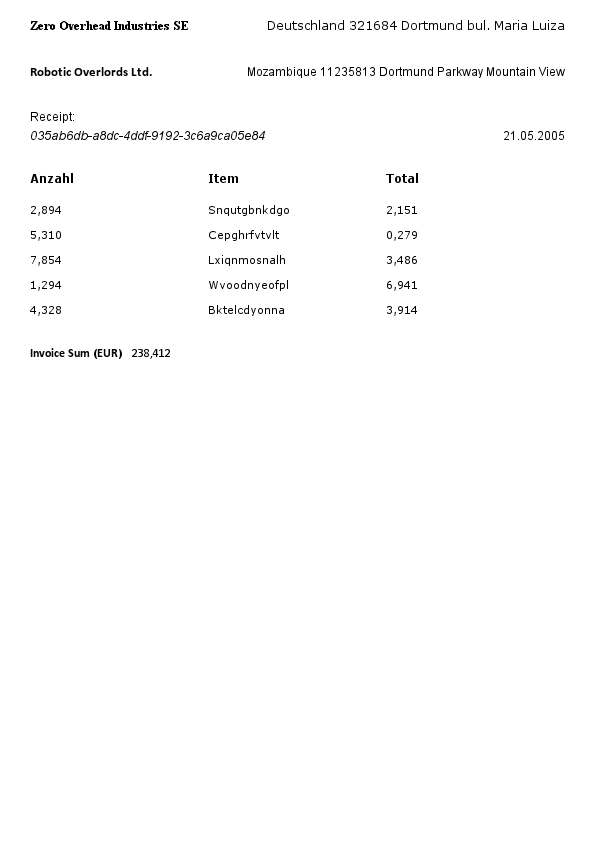 Zero Overhead Industries SE Deutschland 321684 Dortmund bul. Maria Luiza
Robotic Overlords Ltd. Mozambique 11235813 Dortmund Parkway Mountain View
Receipt:
035ab6db-a8dc-4ddf-9192-3c6a9ca05e84 21.05.2005
Anzahl Item Total
2,894 Snqutgbnkdgo 2,151
5,310 Cepghrfvtvlt 0,279
7,854 Lxiqnmosnalh 3,486
1,294 Wvoodnyeofpl 6,941
4,328 Bktelcdyonna 3,914
Invoice Sum (EUR) 238,412